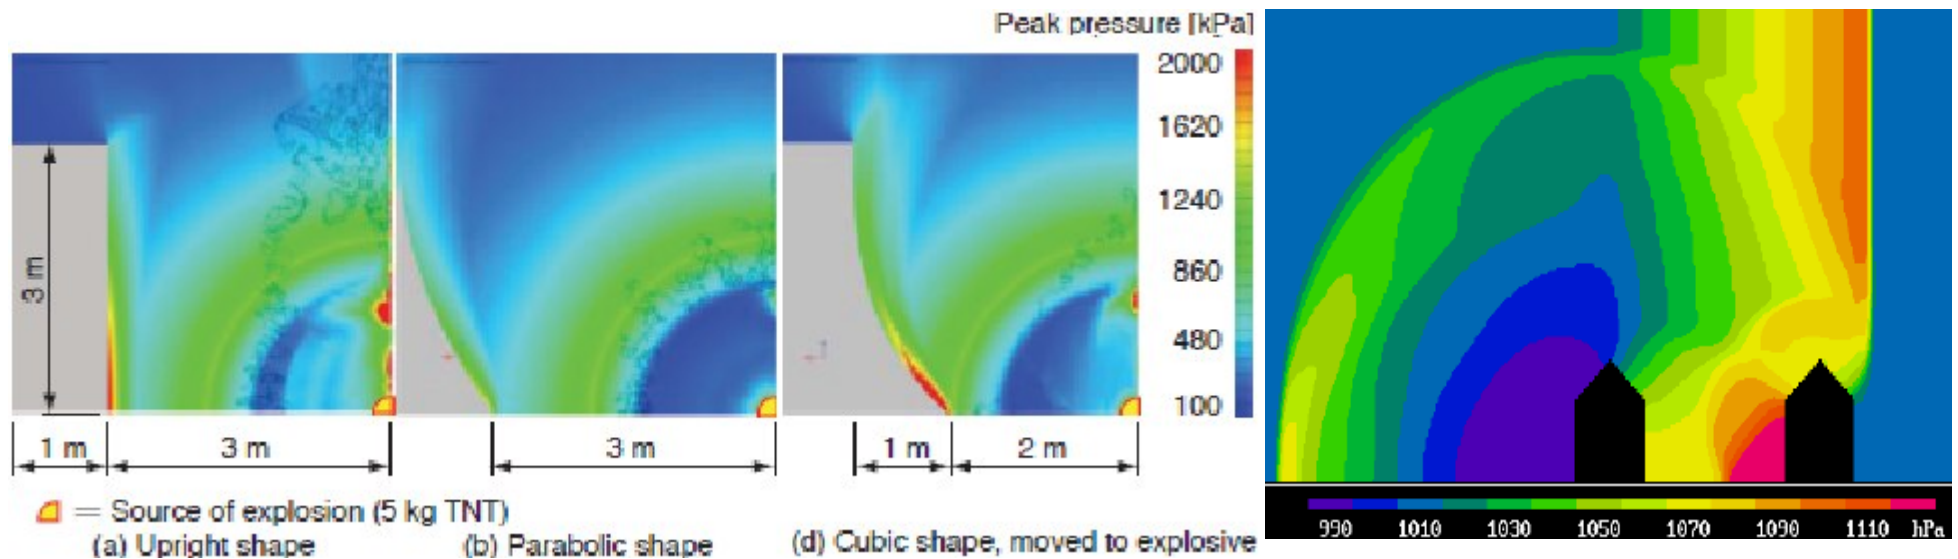 Peak pressure [kPa]
2000
1620
1240
860
480
100
3 m
1 m
3 m
3 m
1 m
2 m
= Source of explosion (5 kg TNT)
(a) Upright shape
(b) Parabolic shape
(d) Cubic shape, moved to explosive
990 1010 1030 1050 1070 1090 1110 hPa